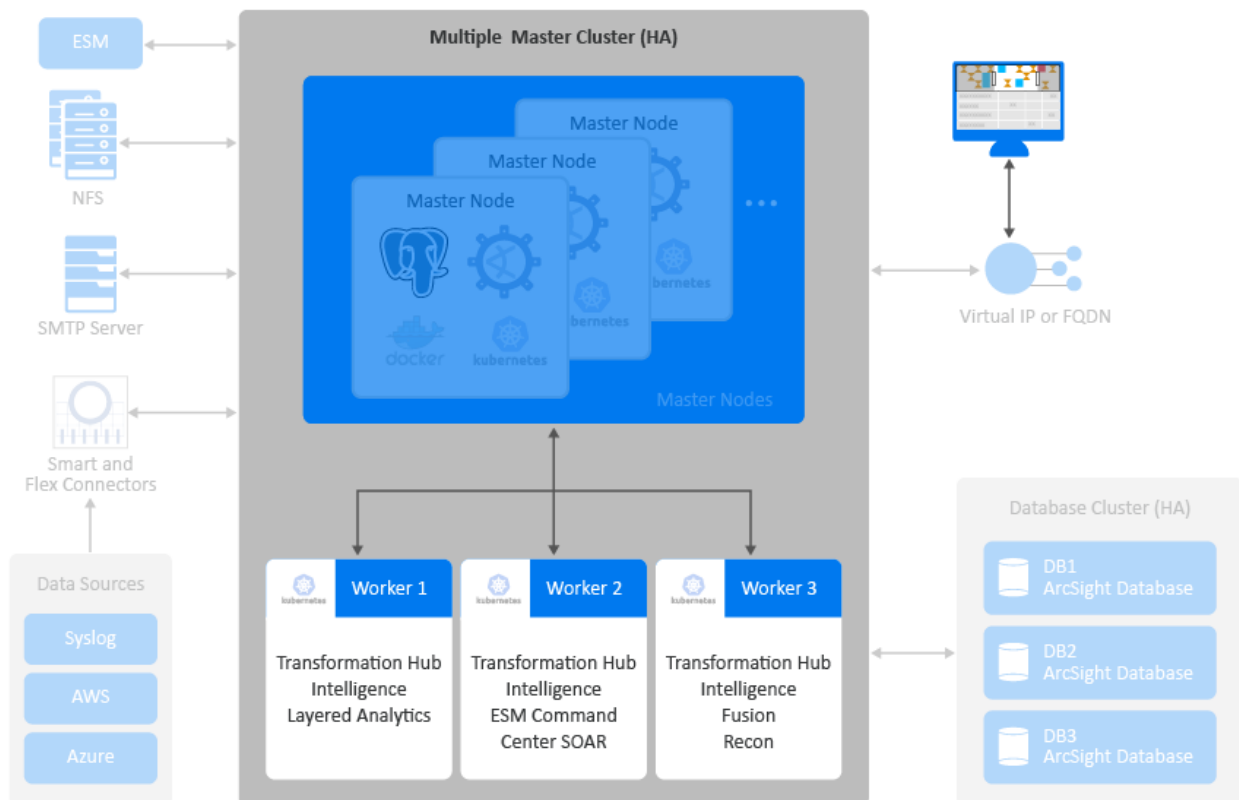 ESM
NFS
SMTP Server
Smart and
Flex Connectors
Data Sources
Syslog
AWS
Azure
Multiple Master Cluster (HA)
Master Node
Master Node
Master Node
docker
kubernetes
bernetes
bernetes
Master Nodes
kubernetes
Worker 1
Transformation Hub
Intelligence
Layered Analytics
kubernetes
Worker 2
Transformation Hub
Intelligence
ESM Command
Center SOAR
kubernetes
Worker 3
Transformation Hub
Intelligence
Fusion
Recon
Virtual IP or FQDN
Database Cluster (HA)
DB1
ArcSight Database
DB2
ArcSight Database
DB3
ArcSight Database